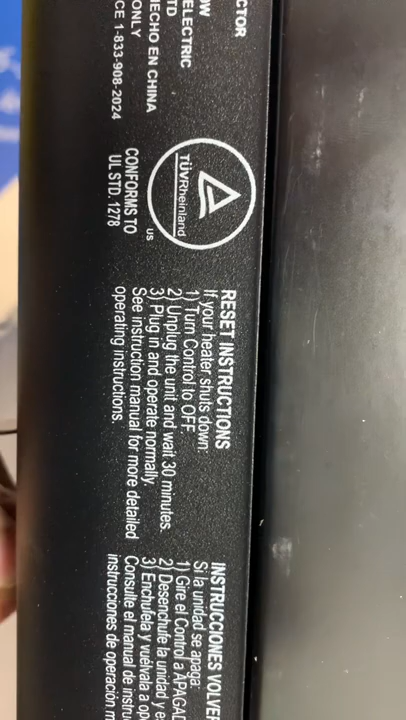 CTOR
OW
ELECTRIC
TD
HECHO EN CHINA
ONLY
CE 1-833-908-2024
TÜVRheinland
US
CONFORMS TO
UL STD. 1278
RESET INSTRUCTIONS
If your heater shuts down:
1) Turn Control to OFF.
2) Unplug the unit and wait 30 minutes.
3) Plug in and operate normally.
See instruction manual for more detailed
operating instructions.
INSTRUCCIONES VOLVER
Si la unidad se apaga:
1) Gire el Control a APAGAD
2) Desenchufe la unidad y es
3) Enchufela y vuélvala a op
Consulte el manual de instru
instrucciones de operación m